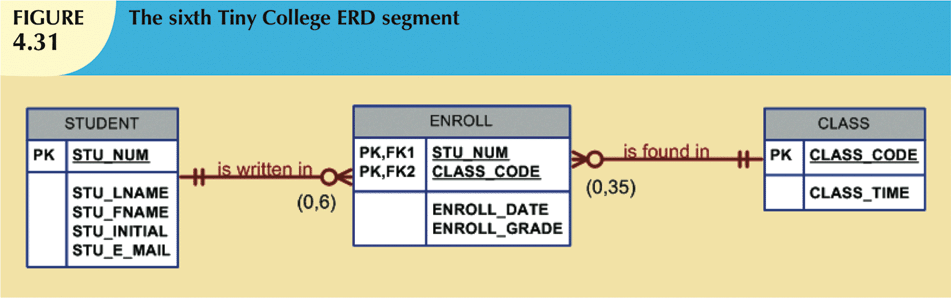 FIGURE 4.31
The sixth Tiny College ERD segment
STUDENT
PK STU_NUM
STU_LNAME
STU_FNAME
STU_INITIAL
STU_E_MAIL
is written in
(0,6)
ENROLL
PK,FK1 STU_NUM
PK,FK2 CLASS_CODE
ENROLL_DATE
ENROLL_GRADE
is found in
(0,35)
CLASS
PK CLASS_CODE
CLASS_TIME